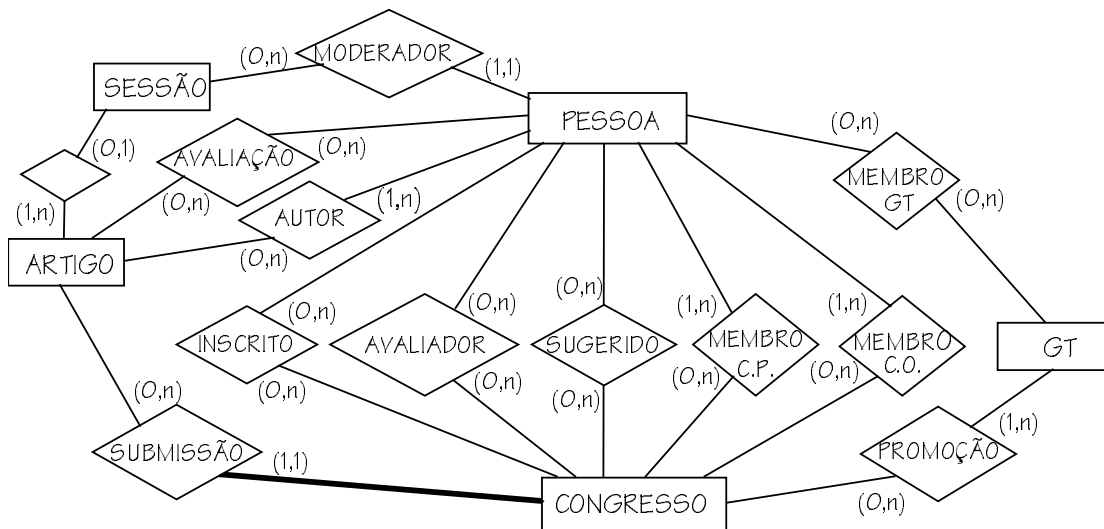 (0,n)
MODERADOR
(1,1)
SESSÃO
PESSOA
(0,1)
AVALIAÇÃO
(0,n)
(0,n)
(1,n)
(0,n)
AUTOR
(1,n)
MEMBRO
GT
(0,n)
ARTIGO
(0,n)
(0,n)
(0,n)
(0,n)
(1,n)
(1,n)
INSCRITO
AVALIADOR
SUGERIDO
MEMBRO
C.P.
MEMBRO
C.O.
GT
(0,n)
(0,n)
(0,n)
(0,n)
(0,n)
(0,n)
SUBMISSÃO
(1,1)
PROMOÇÃO
(1,n)
CONGRESSO
(0,n)